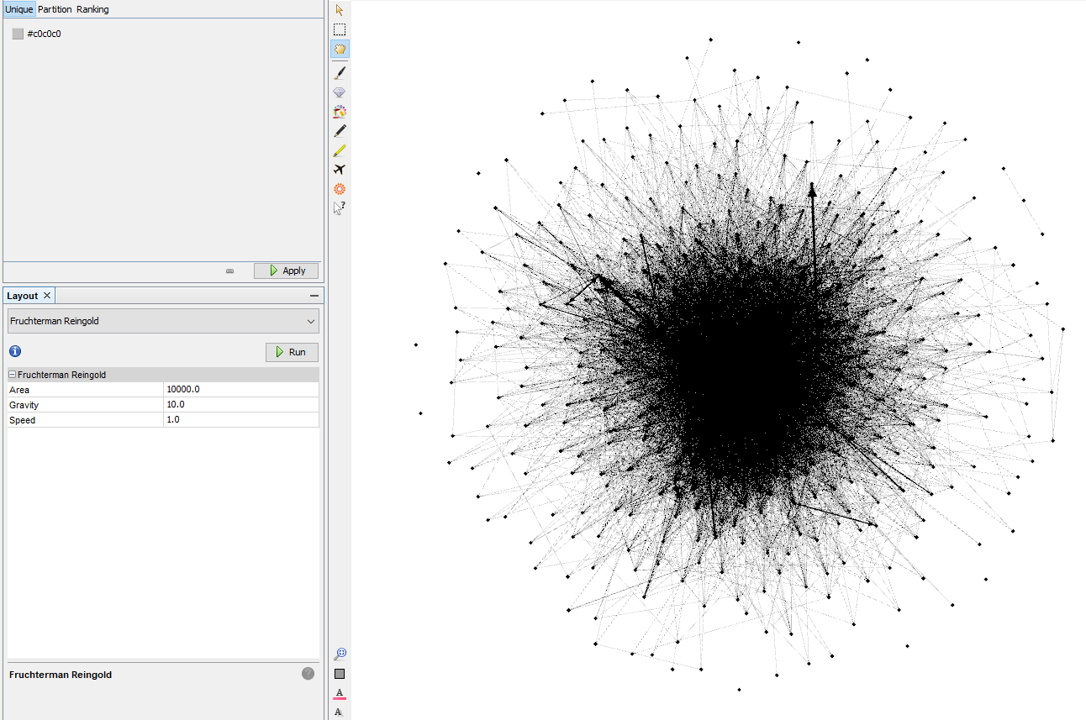 Unique Partition Ranking
#c0c0c0
Apply
Layout
Fruchterman Reingold
Run
Fruchterman Reingold
Area 10000.0
Gravity 10.0
Speed 1.0
Fruchterman Reingold
?
A
A